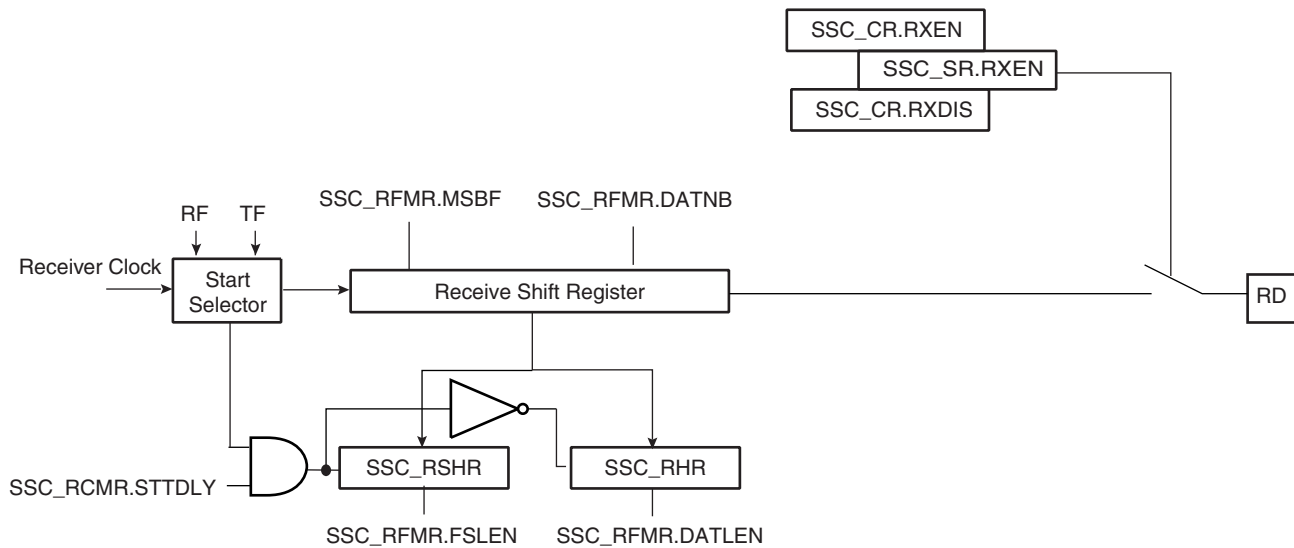 SSC_CR.RXEN
SSC_SR.RXEN
SSC_CR.RXDIS
SSC_RFMR.MSBF
SSC_RFMR.DATNB
RF
TF
Receiver Clock
Start
Selector
Receive Shift Register
RD
SSC_RSHR
SSC_RHR
SSC_RCMR.STTDLY
SSC_RFMR.FSLEN
SSC_RFMR.DATLEN